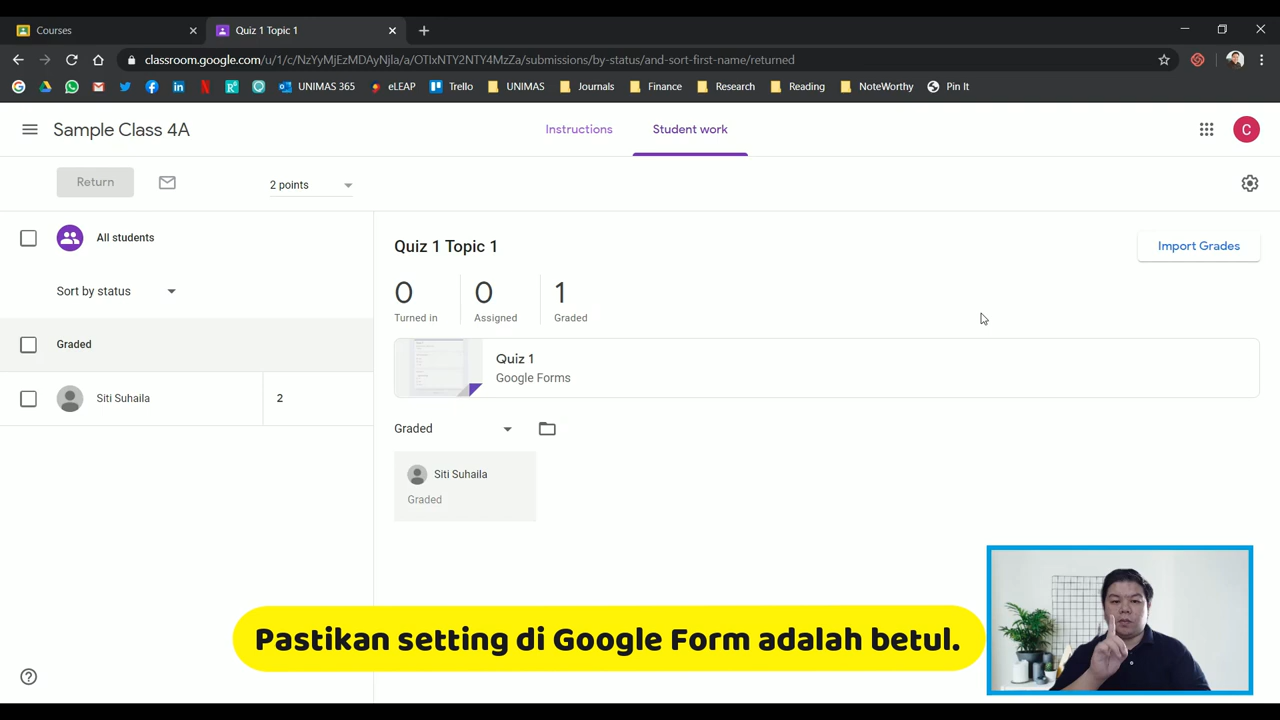 Courses
Quiz 1 Topic 1
classroom.google.com/u/1/c/NzYyMjEzMDAyNjla/a/OTIxNTY2NTY4MzZa/submissions/by-status/and-sort-first-name/returned
UNIMAS 365
eLEAP
Trello
UNIMAS
Journals
Finance
Research
Reading
NoteWorthy
Pin It
Sample Class 4A
Instructions
Student work
C
Return
2 points
All students
Quiz 1 Topic 1
Import Grades
Sort by status
0
0
1
Turned in
Assigned
Graded
Graded
Quiz 1
Google Forms
Siti Suhaila
2
Graded
Siti Suhaila
Graded
Pastikan setting di Google Form adalah betul.